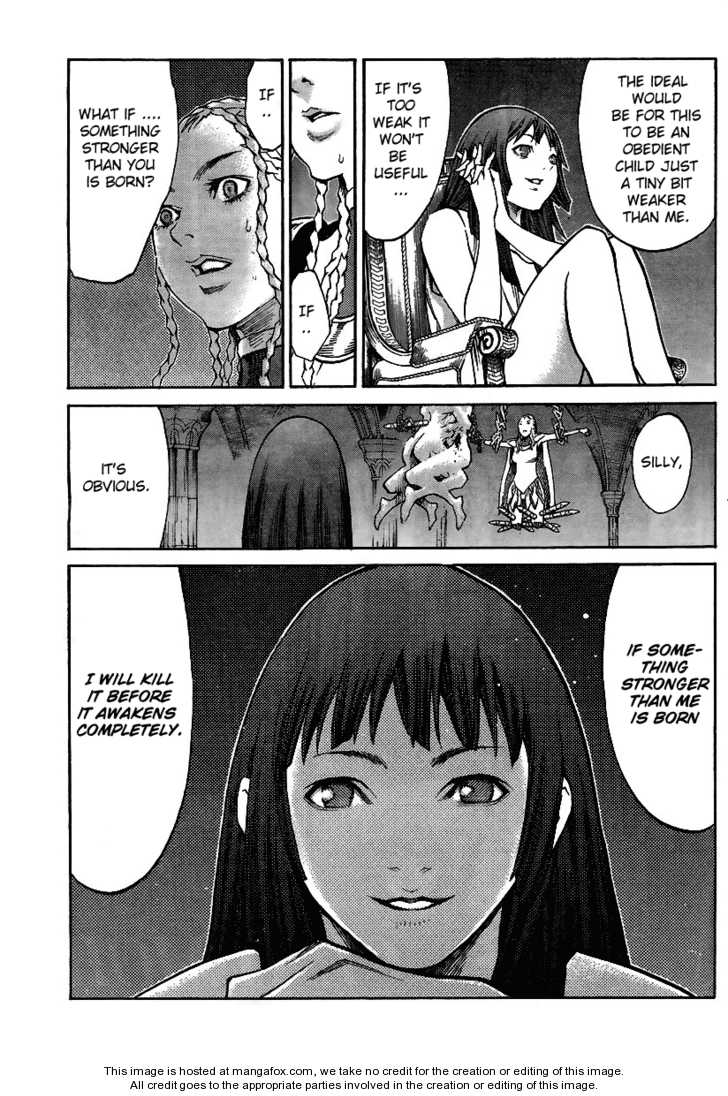 THE IDEAL
WOULD
BE FOR THIS
TO BE AN
OBEDIENT
CHILD JUST
A TINY BIT
WEAKER
THAN ME.
IF IT'S
TOO
WEAK IT
WON'T
BE
USEFUL
...
IF
..
IF
..
WHAT IF ....
SOMETHING
STRONGER
THAN YOU
IS BORN?
SILLY,
IT'S
OBVIOUS.
IF SOME-
THING
STRONGER
THAN ME
IS BORN
I WILL KILL
IT BEFORE
IT AWAKENS
COMPLETELY.
This image is hosted at mangafox.com, we take no credit for the creation or editing of this image.
All credit goes to the appropriate parties involved in the creation or editing of this image.